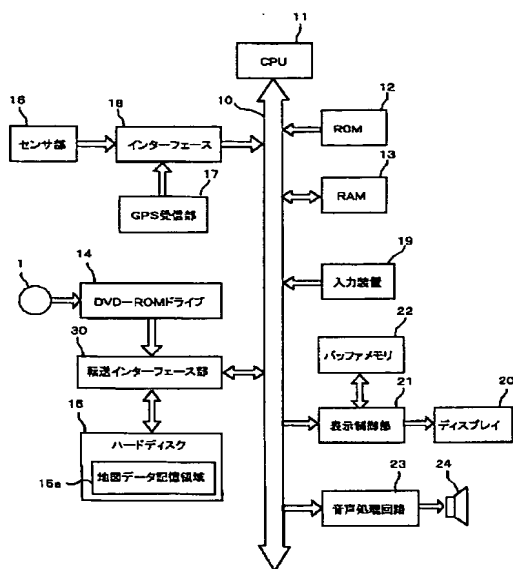 11
CPU
10
16
センサ部
18
インターフェース
12
ROM
17
GPS受信部
13
RAM
14
1
DVD-ROMドライブ
19
入力装置
30
転送インターフェース部
22
バッファメモリ
21
表示制御部
20
ディスプレイ
16
ハードディスク
15a
地図データ記憶領域
23
音声処理回路
24